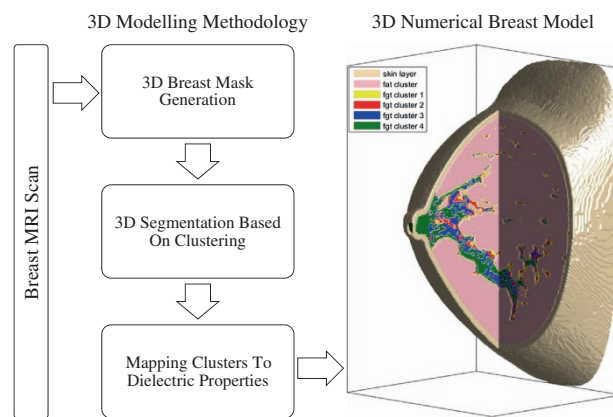 3D Modelling Methodology
3D Numerical Breast Model
Breast MRI Scan
3D Breast Mask
Generation
3D Segmentation Based
On Clustering
Mapping Clusters To
Dielectric Properties
skin layer
fat cluster
fgt cluster 1
fgt cluster 2
fgt cluster 3
fgt cluster 4